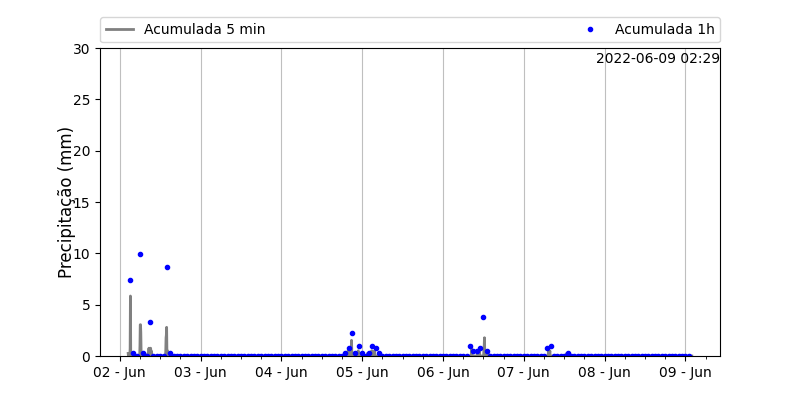 Acumulada 5 min
Acumulada 1h
2022-06-09 02:29
Precipitação (mm)
30
25
20
15
10
5
0
02 - Jun 03 - Jun 04 - Jun 05 - Jun 06 - Jun 07 - Jun 08 - Jun 09 - Jun